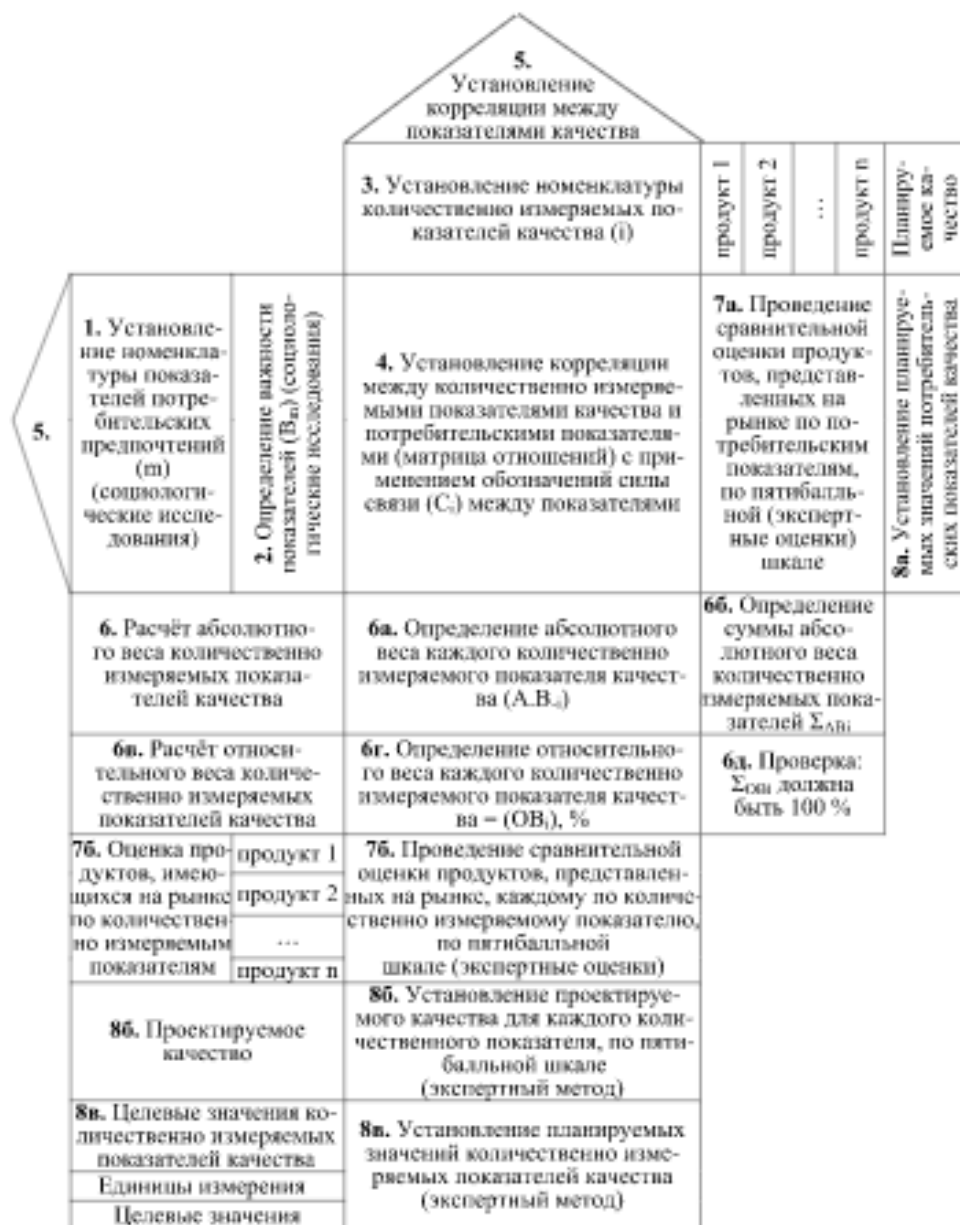 5.
Установление
корреляции между
показателями качества
3. Установление номенклатуры
количественно измеряемых по-
казателей качества (i)
продукт 1
продукт 2
...
продукт n
Планиру-
емое ка-
чество
5.
1. Установле-
ние номенкла-
туры показа-
телей потре-
бительских
предпочтений
(m)
(социологи-
ческие иссле-
дования)
2. Определение важности
показателей (Bm) (социоло-
гические исследования)
4. Установление корреляции
между количественно измеряе-
мыми показателями качества и
потребительскими показателя-
ми (матрица отношений) с при-
менением обозначений силы
связи (Ci) между показателями
7а. Проведение
сравнительной
оценки продук-
тов, представ-
ленных на
рынке по по-
требительским
показателям,
по пятибалль-
ной (эксперт-
ные оценки)
шкале
8а. Установление планируе-
мых значений потребитель-
ских показателей качества
6. Расчёт абсолютно-
го веса количественно
измеряемых показа-
телей качества
6а. Определение абсолютного
веса каждого количественно
измеряемого показателя качест-
ва (А.В.i)
6б. Определение
суммы абсо-
лютного веса
количественно
измеряемых пока-
зателей ΣABi
6в. Расчёт относи-
тельного веса количе-
ственно измеряемых
показателей качества
6г. Определение относительно-
го веса каждого количественно
измеряемого показателя качест-
ва – (OBi), %
6д. Проверка:
ΣOBi должна
быть 100 %
7б. Оценка про-
дуктов, имею-
щихся на рынке
по количествен-
но измеряемым
показателям
продукт 1
продукт 2
...
продукт n
7б. Проведение сравнительной
оценки продуктов, представлен-
ных на рынке, каждому по количе-
ственно измеряемому показателю,
по пятибалльной
шкале (экспертные оценки)
8б. Проектируемое
качество
8б. Установление проектируе-
мого качества для каждого коли-
чественного показателя, по пяти-
балльной шкале
(экспертный метод)
8в. Целевые значения ко-
личественно измеряемых
показателей качества
Единицы измерения
Целевые значения
8в. Установление планируемых
значений количественно изме-
ряемых показателей качества
(экспертный метод)